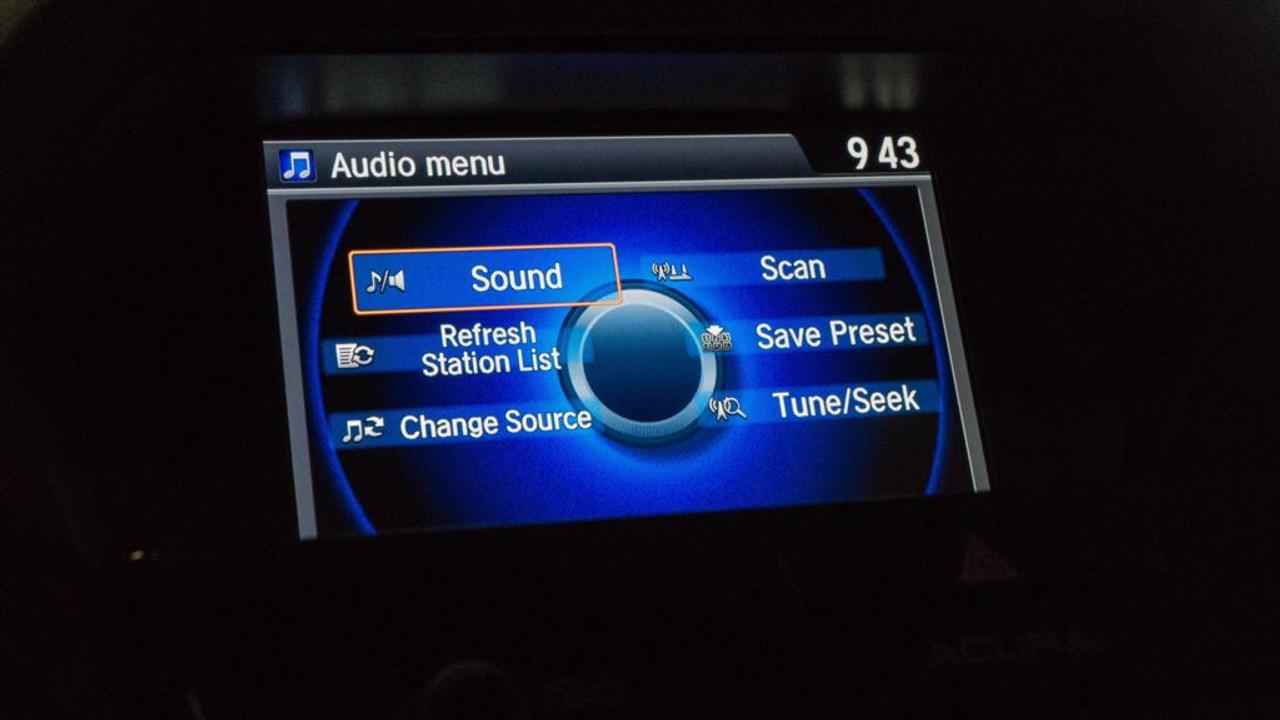 Audio menu
9 43
Sound
Scan
Refresh
Station List
Save Preset
Change Source
Tune/Seek
ACURA